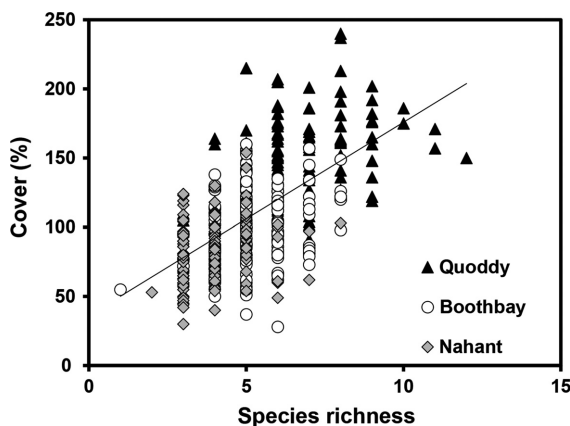 250
200
150
100
50
0
Cover (%)
Quoddy
Boothbay
Nahant
0 5 10 15
Species richness